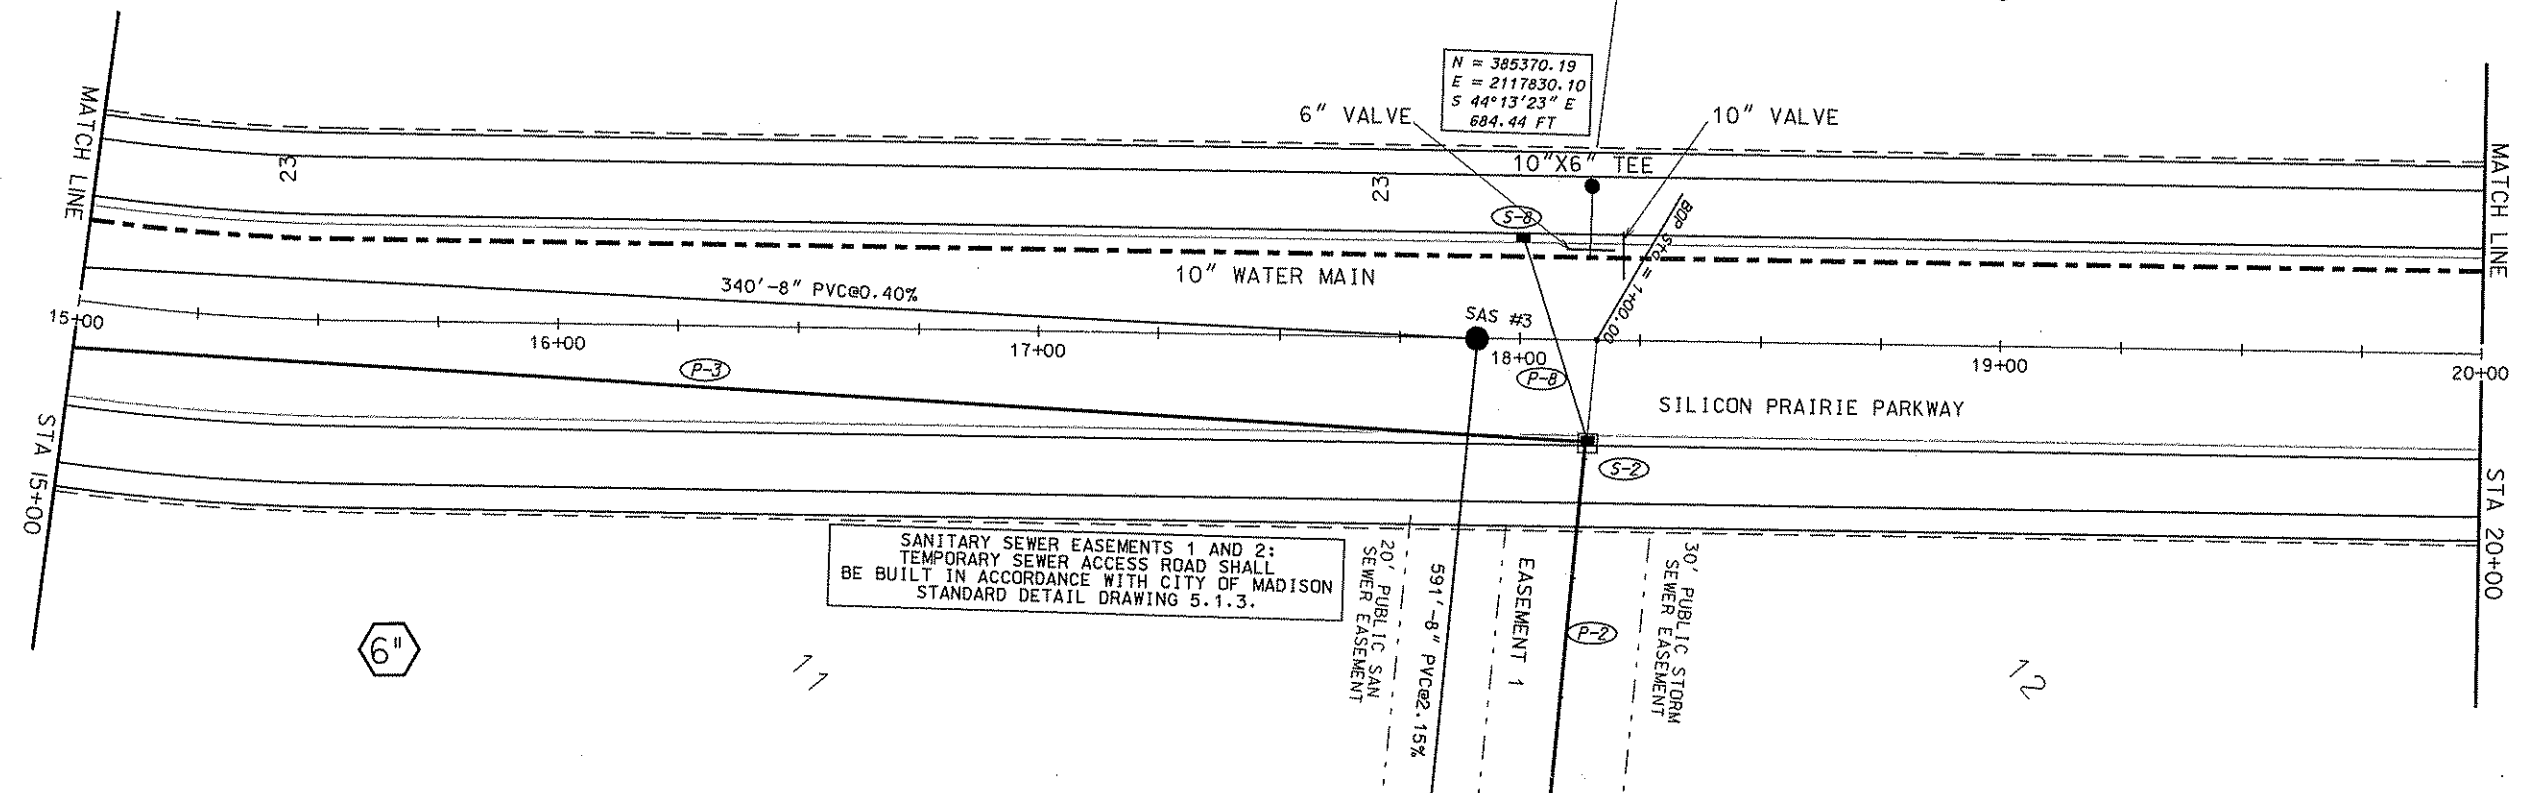 N = 385370.19
E = 2117830.10
S 44°13'23" E
684.44 FT
6" VALVE
10" VALVE
MATCH LINE
MATCH LINE
23
23
10"X6" TEE
S-8
BOP STA = 1+00.00
10" WATER MAIN
340'-8" PVC@0.40%
SAS #3
15+00
16+00
17+00
18+00
19+00
20+00
P-3
P-8
SILICON PRAIRIE PARKWAY
S-2
STA 15+00
STA 20+00
SANITARY SEWER EASEMENTS 1 AND 2:
TEMPORARY SEWER ACCESS ROAD SHALL
BE BUILT IN ACCORDANCE WITH CITY OF MADISON
STANDARD DETAIL DRAWING 5.1.3.
20' PUBLIC SAN
SEWER EASEMENT
591'-8" PVC@2.15%
EASEMENT 1
P-2
30' PUBLIC STORM
SEWER EASEMENT
6"
11
12